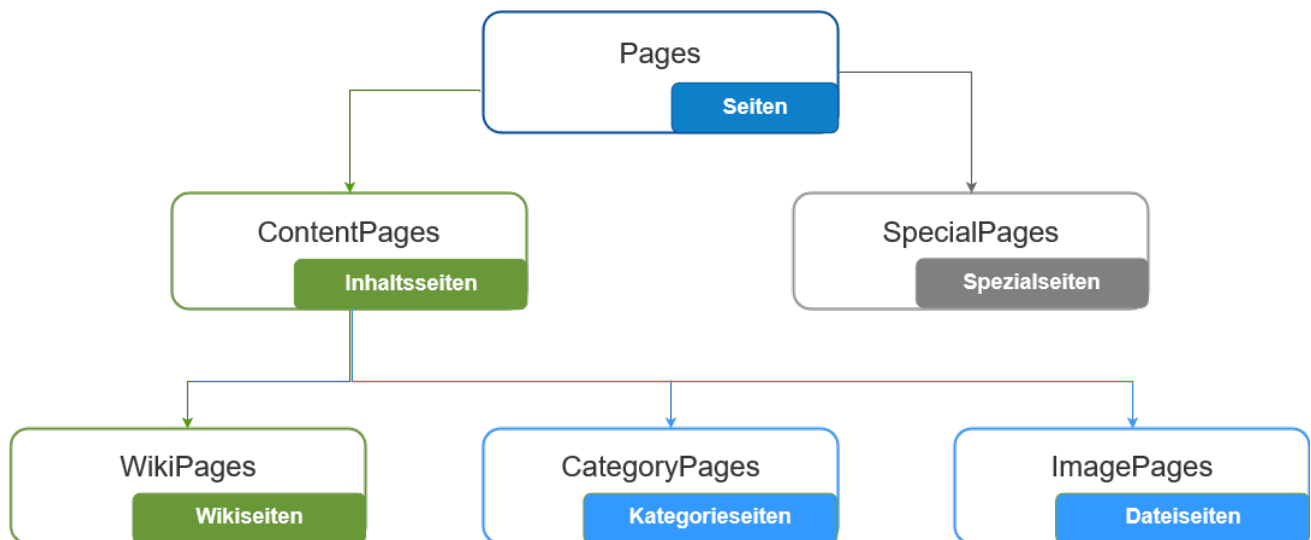 Pages
Seiten
ContentPages
Inhaltsseiten
SpecialPages
Spezialseiten
WikiPages
Wikiseiten
CategoryPages
Kategorieseiten
ImagePages
Dateiseiten